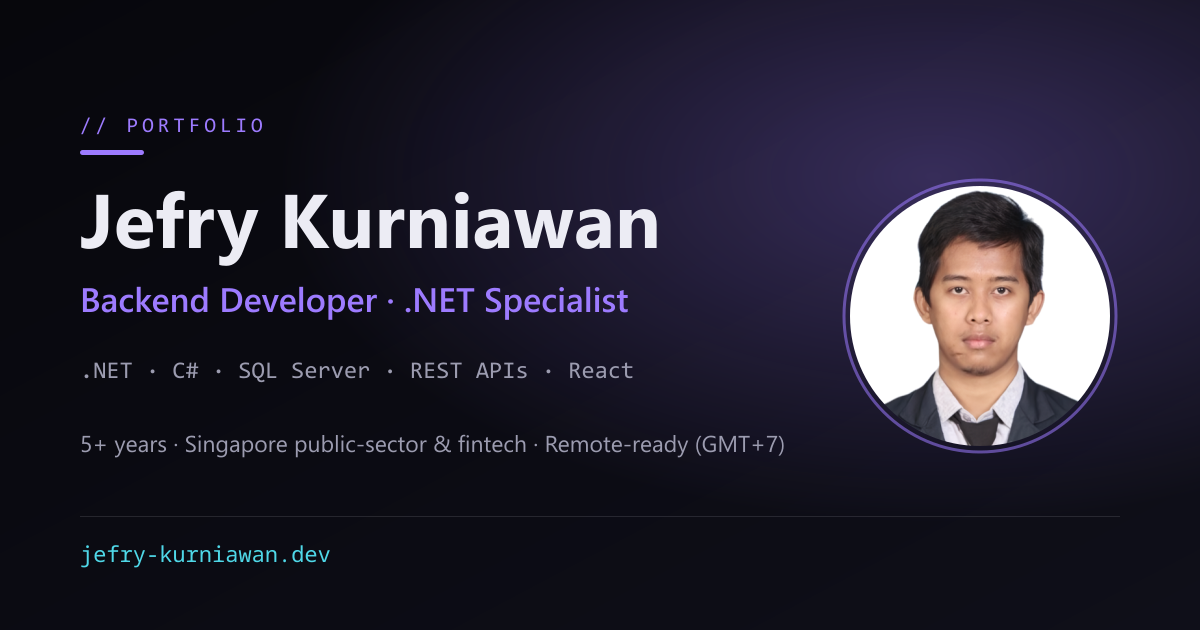 // PORTFOLIO
Jefry Kurniawan
Backend Developer · .NET Specialist
.NET · C# · SQL Server · REST APIs · React
5+ years · Singapore public-sector & fintech · Remote-ready (GMT+7)
jefry-kurniawan.dev